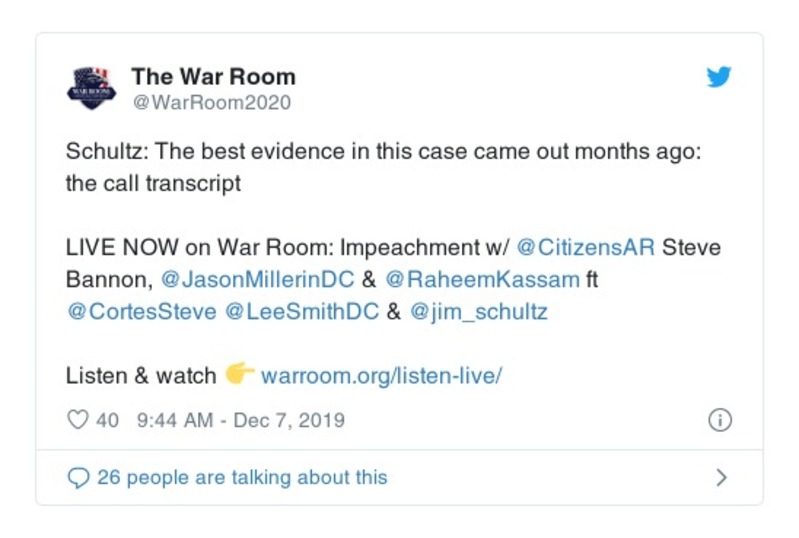 The War Room
@WarRoom2020
Schultz: The best evidence in this case came out months ago:
the call transcript
LIVE NOW on War Room: Impeachment w/ @CitizensAR Steve
Bannon, @JasonMillerinDC & @RaheemKassam ft
@CortesSteve @LeeSmithDC & @jim_schultz
Listen & watch 👉 warroom.org/listen-live/
40 9:44 AM - Dec 7, 2019
26 people are talking about this